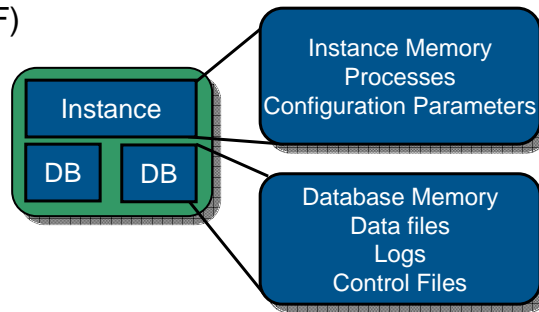 F)
Instance
DB
DB
Instance Memory
Processes
Configuration Parameters
Database Memory
Data files
Logs
Control Files